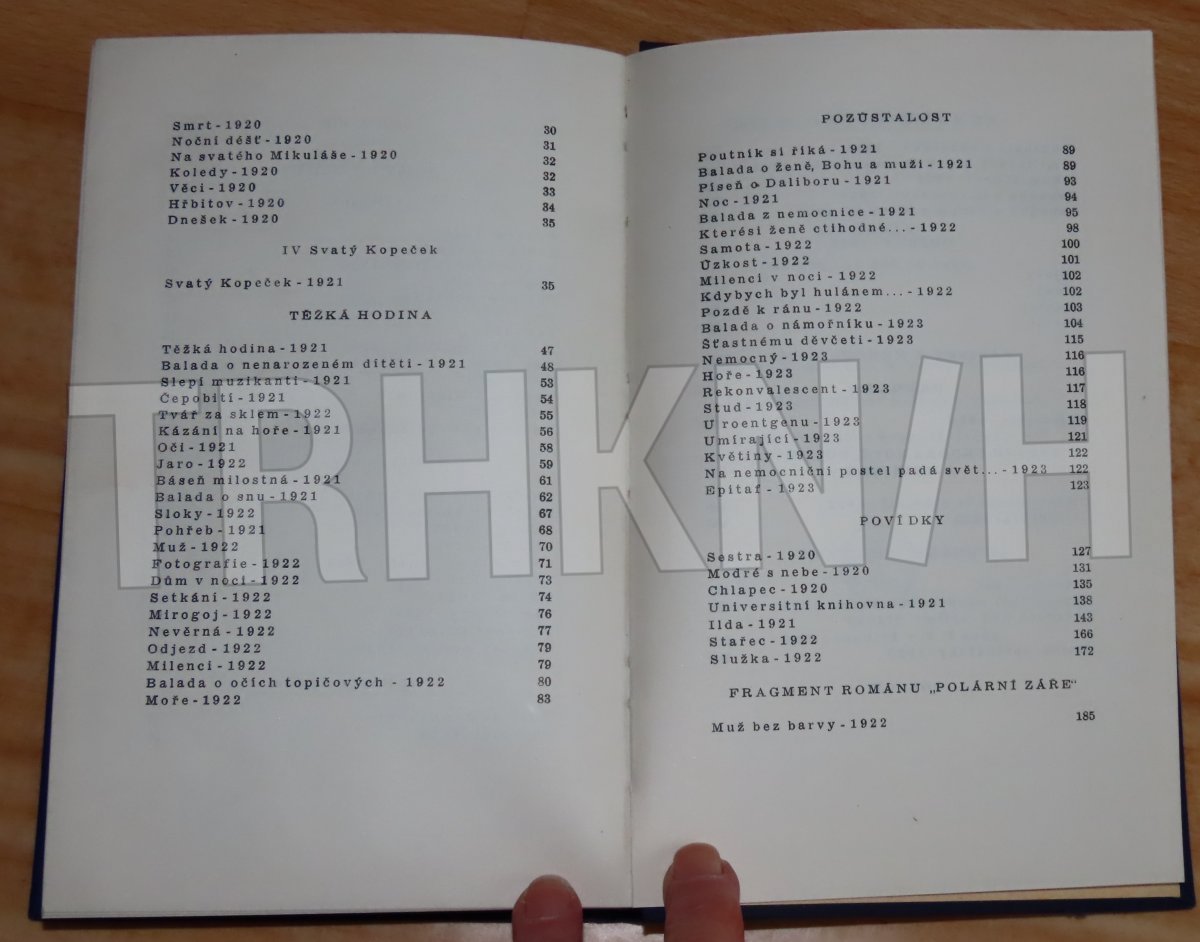 Smrt - 1920 30
Noční déšť - 1920 31
Na svatého Mikuláše - 1920 32
Koledy - 1920 32
Věci - 1920 33
Hřbitov - 1920 34
Dnešek - 1920 35
IV Svatý Kopeček
Svatý Kopeček - 1921 35
TĚŽKÁ HODINA
Těžká hodina - 1921 47
Balada o nenarozeném dítěti - 1921 48
Slepí muzikanti - 1921 53
Čepobití - 1921 54
Tvář za sklem - 1922 55
Kázání na hoře - 1921 56
Oči - 1921 58
Jaro - 1922 59
Báseň milostná - 1921 61
Balada o snu - 1921 62
Sloky - 1922 67
Pohřeb - 1921 68
Muž - 1922 70
Fotografie - 1922 71
Dům v noci - 1922 73
Setkání - 1922 74
Mirogoj - 1922 76
Nevěrná - 1922 77
Odjezd - 1922 79
Milenci - 1922 79
Balada o očích topičových - 1922 80
Moře - 1922 83
POZŮSTALOST
Poutník si říká - 1921 89
Balada o ženě, Bohu a muži - 1921 89
Píseň o Daliboru - 1921 93
Noc - 1921 94
Balada z nemocnice - 1921 95
Kterési ženě ctihodné... - 1922 98
Samota - 1922 100
Úzkost - 1922 101
Milenci v noci - 1922 102
Kdybych byl hulánem... - 1922 102
Pozdě k ránu - 1922 103
Balada o námořníku - 1923 104
Šťastnému děvčeti - 1923 115
Nemocný - 1923 116
Hoře - 1923 116
Rekonvalescent - 1923 117
Stud - 1923 118
U roentgenu - 1923 119
Umírající - 1923 121
Květiny - 1923 122
Na nemocniční postel padá svět... - 1923 122
Epitaf - 1923 123
POVÍDKY
Sestra - 1920 127
Modré s nebe - 1920 131
Chlapec - 1920 135
Universitní knihovna - 1921 138
Ilda - 1921 143
Stařec - 1922 166
Služka - 1922 172
FRAGMENT ROMÁNU „POLÁRNÍ ZÁŘE“
Muž bez barvy - 1922 185
TRHKN/H